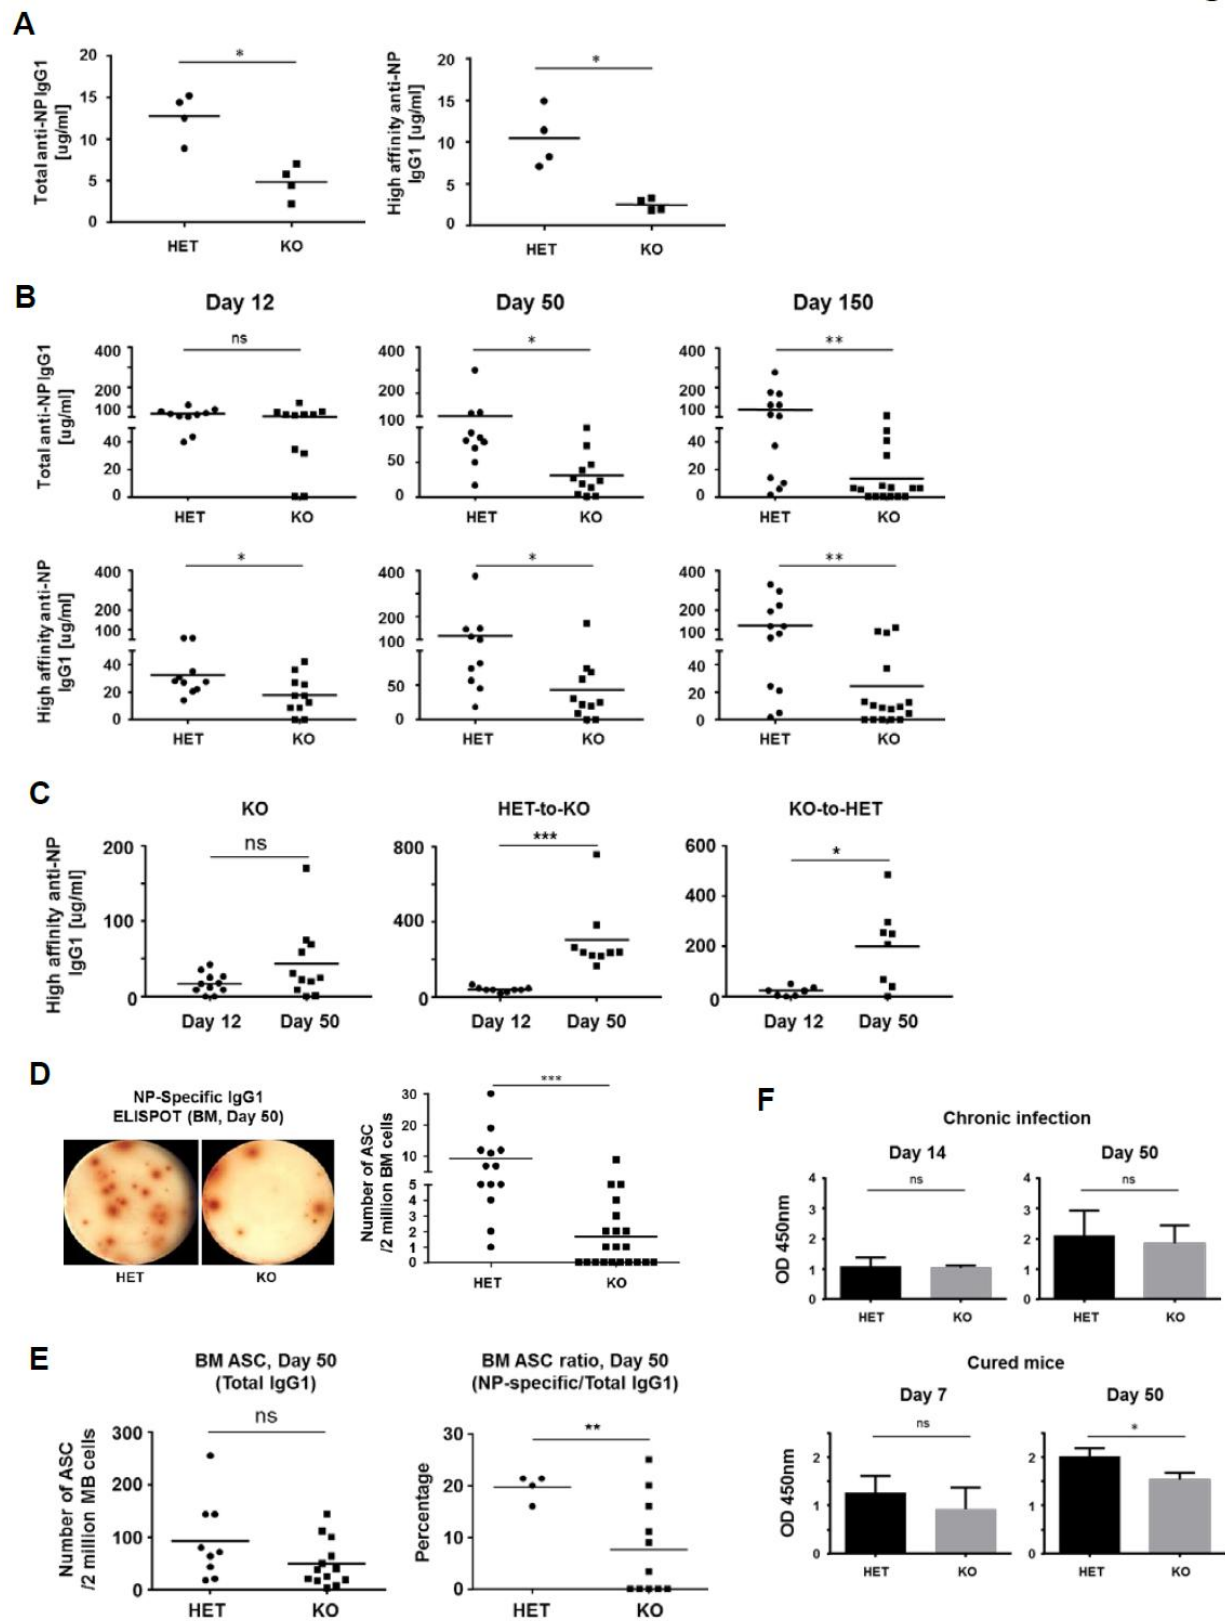 A
Total anti-NP IgG1
[ug/ml]
20
15
10
5
0
*
HET
KO
High affinity anti-NP
IgG1 [ug/ml]
20
15
10
5
0
*
HET
KO
B
Day 12
Day 50
Day 150
Total anti-NP IgG1
[ug/ml]
400
200
100
40
20
0
ns
HET
KO
400
200
100
100
50
0
*
HET
KO
400
200
100
40
20
0
**
HET
KO
High affinity anti-NP
IgG1 [ug/ml]
400
200
100
40
20
0
*
HET
KO
400
200
100
50
0
*
HET
KO
400
200
100
40
20
0
**
HET
KO
C
KO
HET-to-KO
KO-to-HET
High affinity anti-NP
IgG1 [ug/ml]
200
100
0
ns
Day 12
Day 50
800
400
0
***
Day 12
Day 50
600
400
200
0
*
Day 12
Day 50
D
NP-Specific IgG1
ELISPOT (BM, Day 50)
HET
KO
Number of ASC
/2 million BM cells
30
20
10
5
4
3
2
1
0
***
HET
KO
E
BM ASC, Day 50
(Total IgG1)
Number of ASC
/2 million MB cells
300
200
100
0
ns
HET
KO
BM ASC ratio, Day 50
(NP-specific/Total IgG1)
Percentage
30
20
10
0
**
HET
KO
F
Chronic infection
Day 14
Day 50
OD 450nm
4
3
2
1
0
ns
HET
KO
4
3
2
1
0
ns
HET
KO
Cured mice
Day 7
Day 50
OD 450nm
2
1
0
ns
HET
KO
2
1
0
*
HET
KO